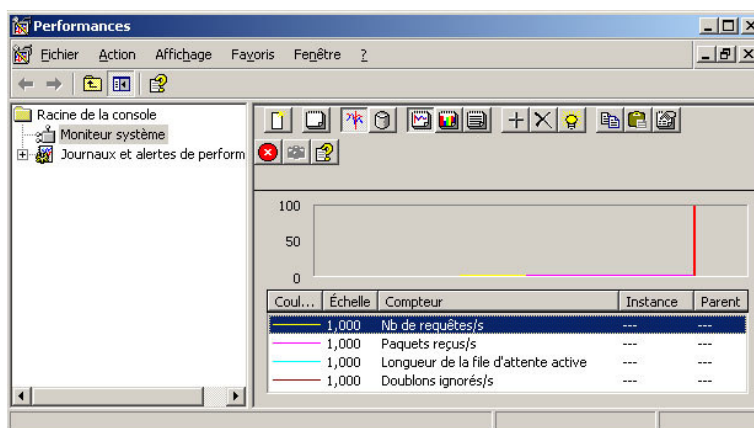 Performances
Fichier Action Affichage Favoris Fenêtre ?
Racine de la console
Moniteur système
Journaux et alertes de perform
100
50
0
Coul... Échelle Compteur Instance Parent
1,000 Nb de requêtes/s --- ---
1,000 Paquets reçus/s --- ---
1,000 Longueur de la file d'attente active --- ---
1,000 Doublons ignorés/s --- ---